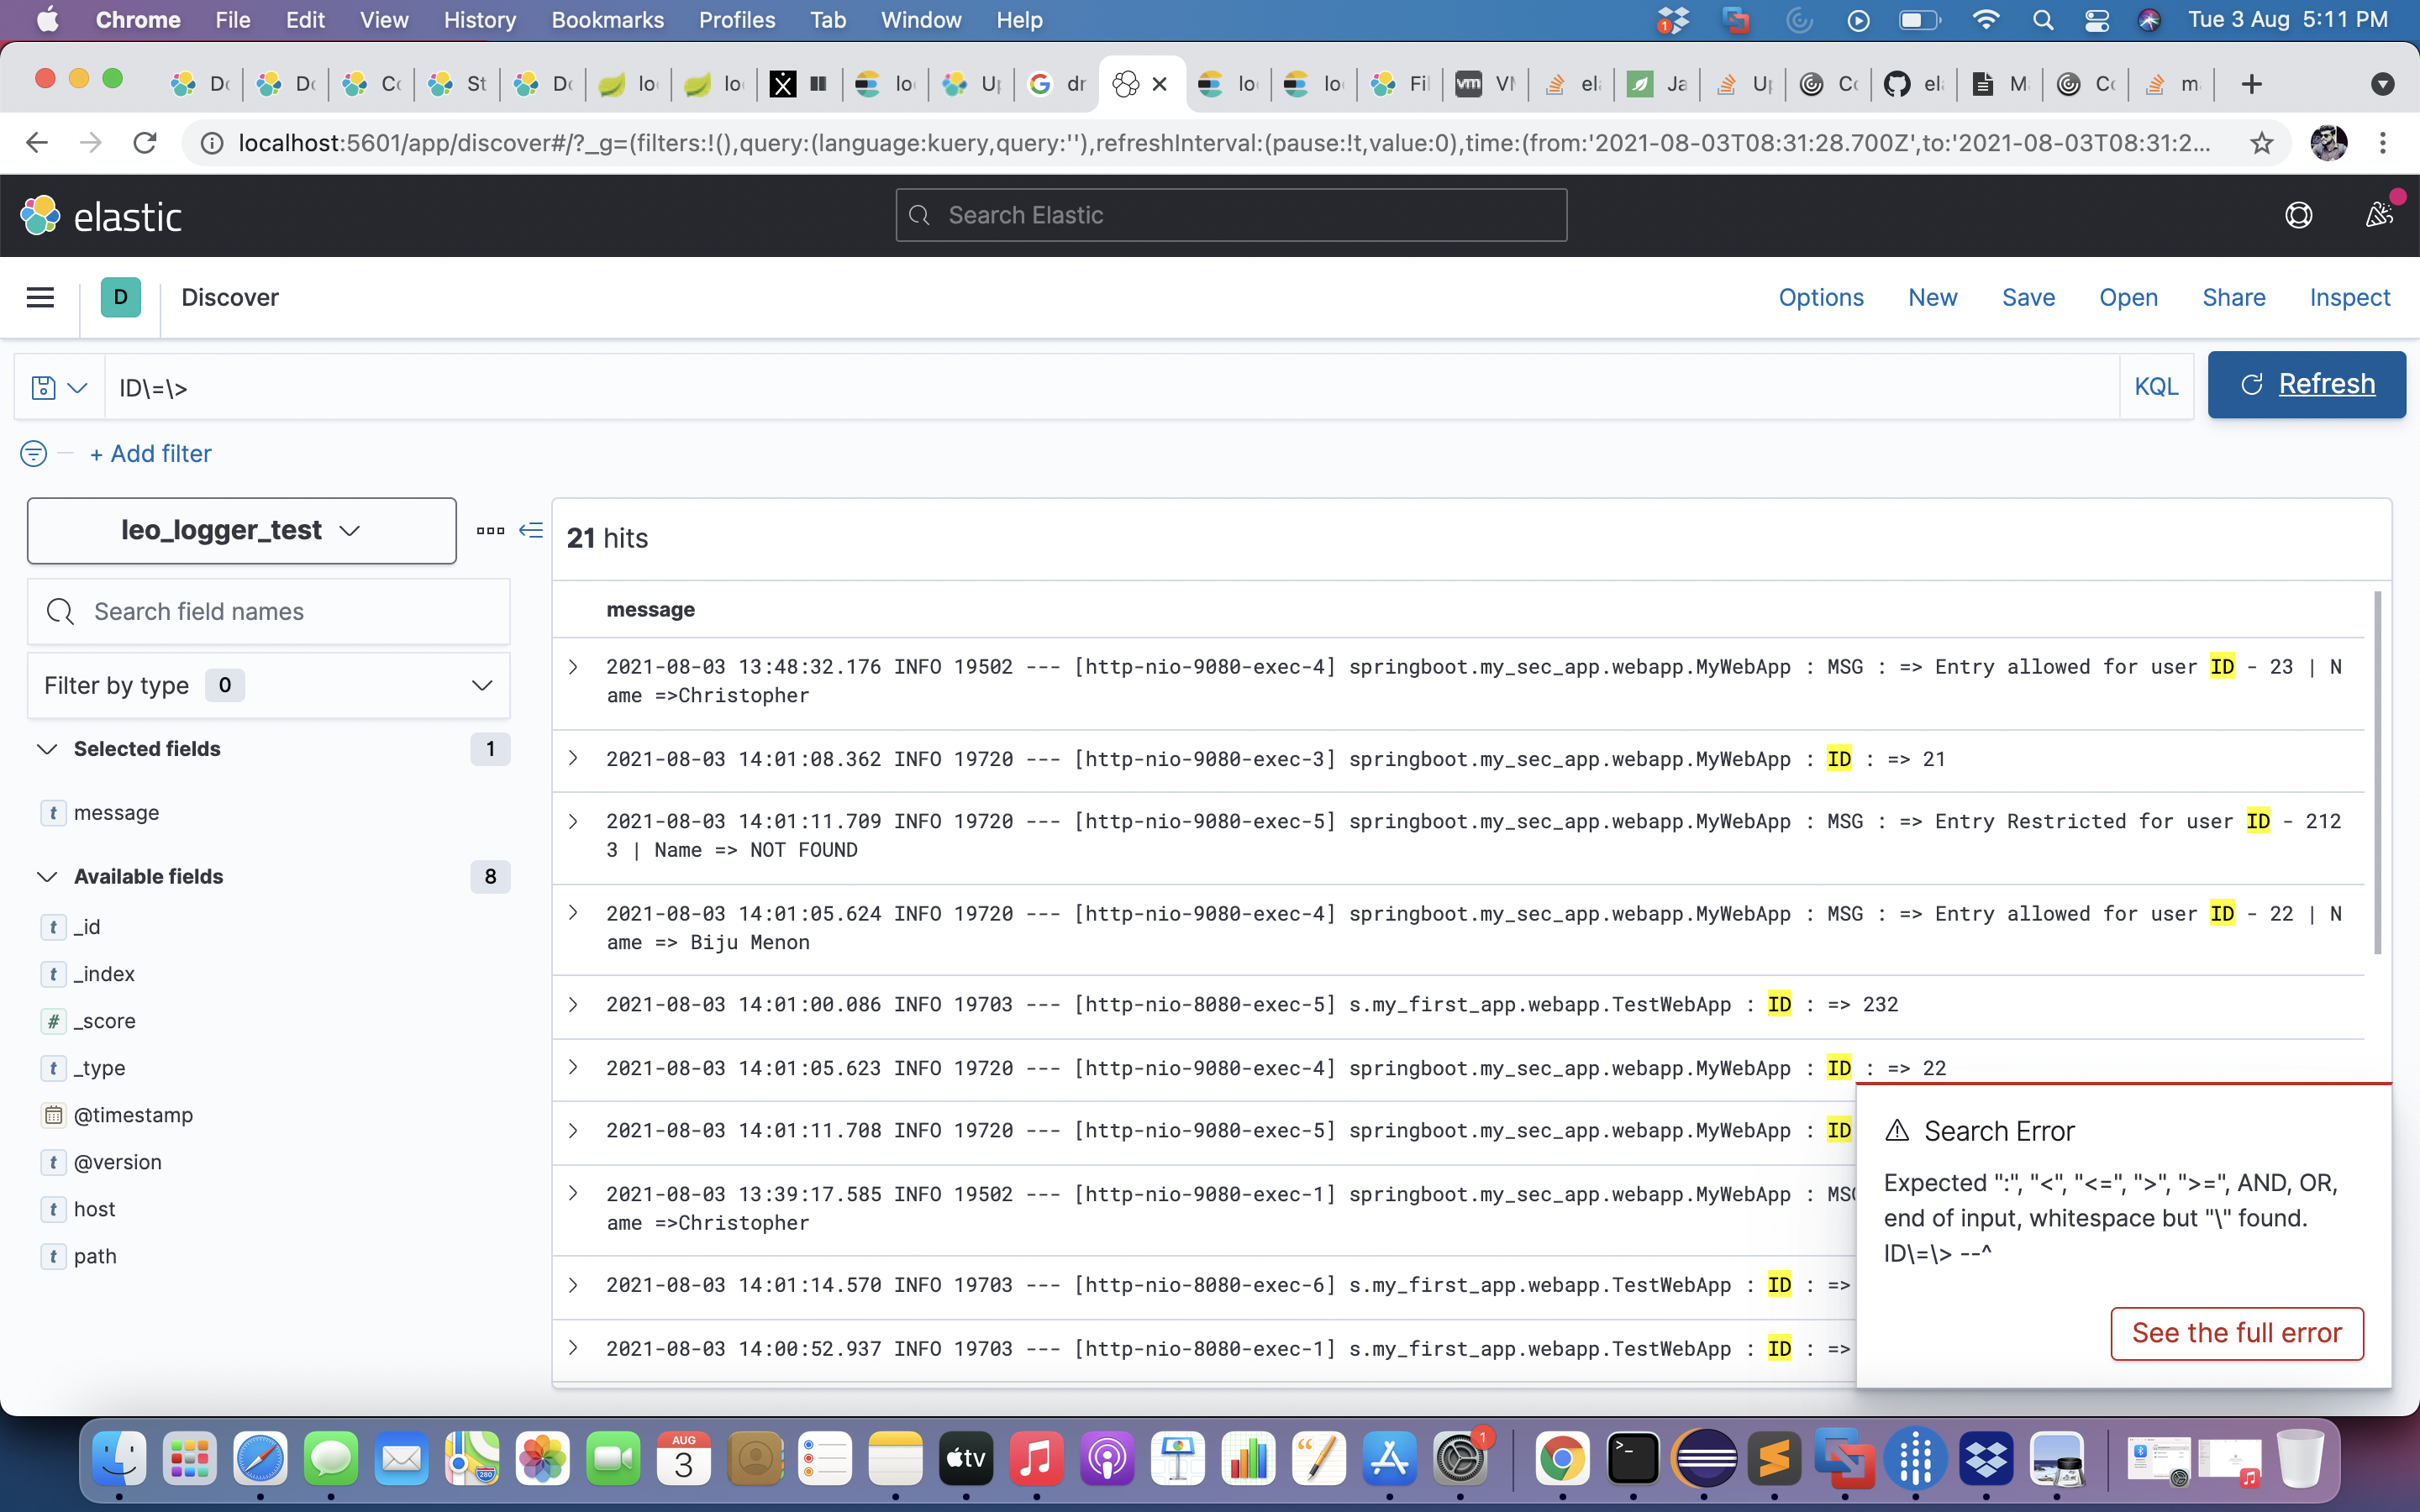 Chrome File Edit View History Bookmarks Profiles Tab Window Help 1 Tue 3 Aug 5:11 PM
Dc Dc Cc St Dc lo lo lo Up dr lo lo Fil vm VM el Ja Up Cc el M Cc m
localhost:5601/app/discover#/?_g=(filters:!(),query:(language:kuery,query:''),refreshInterval:(pause:!t,value:0),time:(from:'2021-08-03T08:31:28.700Z',to:'2021-08-03T08:31:2...
elastic Search Elastic
D Discover Options New Save Open Share Inspect
ID\=\> KQL Refresh
+ Add filter
leo_logger_test
Search field names
Filter by type 0
Selected fields 1
t message
Available fields 8
t _id
t _index
# _score
t _type
@timestamp
t @version
t host
t path
21 hits
message
2021-08-03 13:48:32.176 INFO 19502 --- [http-nio-9080-exec-4] springboot.my_sec_app.webapp.MyWebApp : MSG : => Entry allowed for user ID - 23 | N
ame =>Christopher
2021-08-03 14:01:08.362 INFO 19720 --- [http-nio-9080-exec-3] springboot.my_sec_app.webapp.MyWebApp : ID : => 21
2021-08-03 14:01:11.709 INFO 19720 --- [http-nio-9080-exec-5] springboot.my_sec_app.webapp.MyWebApp : MSG : => Entry Restricted for user ID - 212
3 | Name => NOT FOUND
2021-08-03 14:01:05.624 INFO 19720 --- [http-nio-9080-exec-4] springboot.my_sec_app.webapp.MyWebApp : MSG : => Entry allowed for user ID - 22 | N
ame => Biju Menon
2021-08-03 14:01:00.086 INFO 19703 --- [http-nio-8080-exec-5] s.my_first_app.webapp.TestWebApp : ID : => 232
2021-08-03 14:01:05.623 INFO 19720 --- [http-nio-9080-exec-4] springboot.my_sec_app.webapp.MyWebApp : ID : => 22
2021-08-03 14:01:11.708 INFO 19720 --- [http-nio-9080-exec-5] springboot.my_sec_app.webapp.MyWebApp : ID
2021-08-03 13:39:17.585 INFO 19502 --- [http-nio-9080-exec-1] springboot.my_sec_app.webapp.MyWebApp : MSG
ame =>Christopher
2021-08-03 14:01:14.570 INFO 19703 --- [http-nio-8080-exec-6] s.my_first_app.webapp.TestWebApp : ID : =>
2021-08-03 14:00:52.937 INFO 19703 --- [http-nio-8080-exec-1] s.my_first_app.webapp.TestWebApp : ID : =>
Search Error
Expected ":", "<", "<=", ">", ">=", AND, OR,
end of input, whitespace but "\" found.
ID\=\> --^
See the full error
AUG
3
280
tv
1